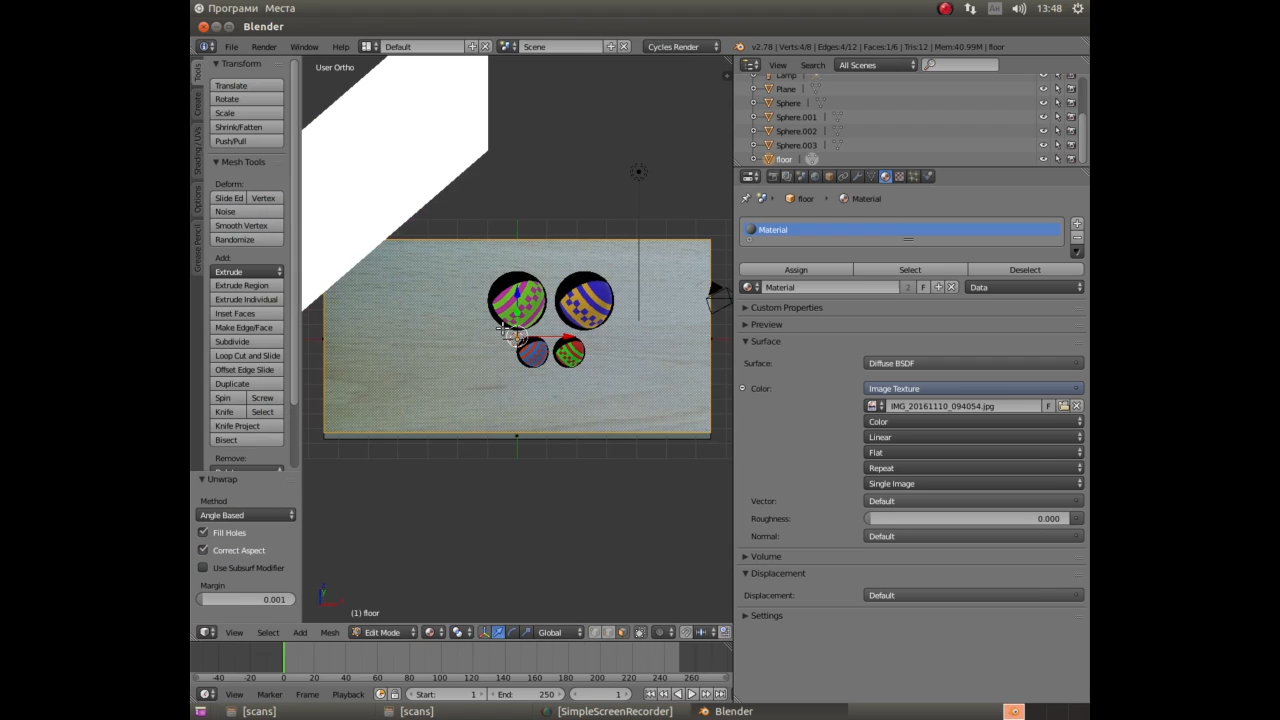 Програми Места
Ан 13:48
Blender
File Render Window Help Default Scene Cycles Render v2.78 | Verts:4/8 | Edges:4/12 | Faces:1/6 | Tris:12 | Mem:40.99M | floor
Tools
Create
Shading / UVs
Options
Grease Pencil
Transform
Translate
Rotate
Scale
Shrink/Fatten
Push/Pull
Mesh Tools
Deform:
Slide Ed Vertex
Noise
Smooth Vertex
Randomize
Add:
Extrude
Extrude Region
Extrude Individual
Inset Faces
Make Edge/Face
Subdivide
Loop Cut and Slide
Offset Edge Slide
Duplicate
Spin Screw
Knife Select
Knife Project
Bisect
Remove:
Unwrap
Method
Angle Based
Fill Holes
Correct Aspect
Use Subsurf Modifier
Margin
0.001
User Ortho
(1) floor
View Select Add Mesh Edit Mode Global
View Search All Scenes
Lamp
Plane
Sphere
Sphere.001
Sphere.002
Sphere.003
floor
floor Material
Material
Assign Select Deselect
Material 2 F Data
Custom Properties
Preview
Surface
Surface: Diffuse BSDF
Color: Image Texture
IMG_20161110_094054.jpg F
Color
Linear
Flat
Repeat
Single Image
Vector: Default
Roughness: 0.000
Normal: Default
Volume
Displacement
Displacement: Default
Settings
-40 -20 0 20 40 60 80 100 120 140 160 180 200 220 240 260
View Marker Frame Playback Start: 1 End: 250 1
[scans] [scans] [SimpleScreenRecorder] Blender